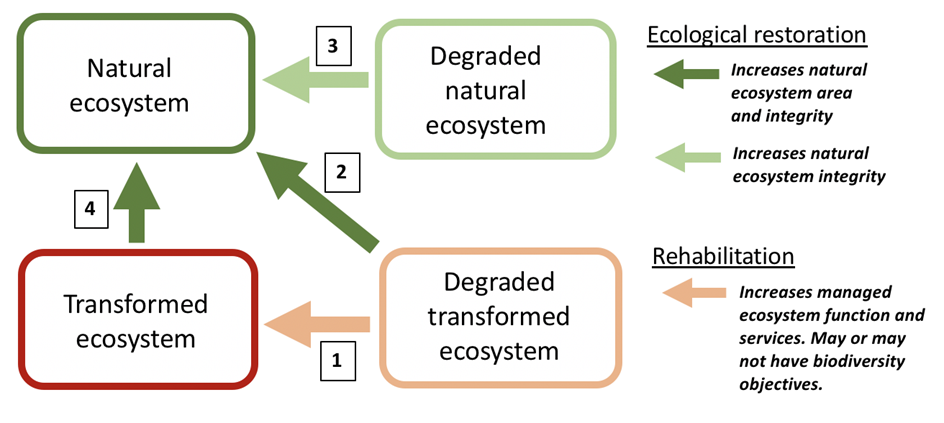 Natural
ecosystem
3
Degraded
natural
ecosystem
Ecological restoration
Increases natural
ecosystem area
and integrity
Increases natural
ecosystem integrity
2
4
Transformed
ecosystem
1
Degraded
transformed
ecosystem
Rehabilitation
Increases managed
ecosystem function and
services. May or may
not have biodiversity
objectives.